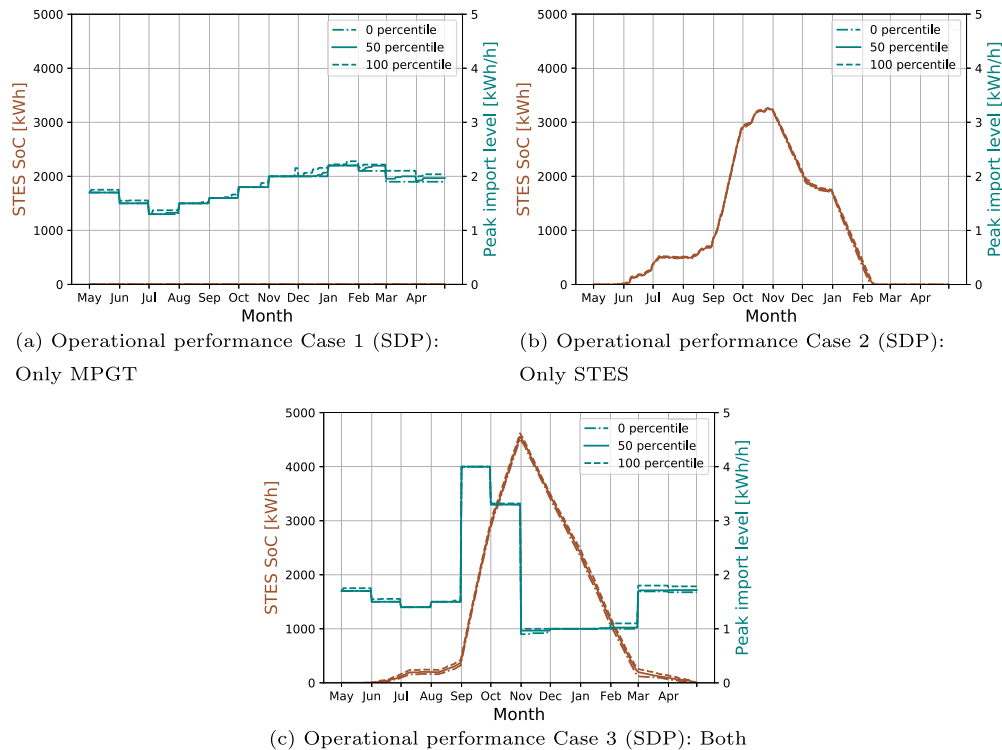 5000
4000
3000
2000
1000
0
STES SoC [kWh]
5
4
3
2
1
0
Peak import level [kWh/h]
0 percentile
50 percentile
100 percentile
May Jun Jul Aug Sep Oct Nov Dec Jan Feb Mar Apr
Month
(a) Operational performance Case 1 (SDP):
Only MPGT
5000
4000
3000
2000
1000
0
STES SoC [kWh]
5
4
3
2
1
0
Peak import level [kWh/h]
0 percentile
50 percentile
100 percentile
May Jun Jul Aug Sep Oct Nov Dec Jan Feb Mar Apr
Month
(b) Operational performance Case 2 (SDP):
Only STES
5000
4000
3000
2000
1000
0
STES SoC [kWh]
5
4
3
2
1
0
Peak import level [kWh/h]
0 percentile
50 percentile
100 percentile
May Jun Jul Aug Sep Oct Nov Dec Jan Feb Mar Apr
Month
(c) Operational performance Case 3 (SDP): Both